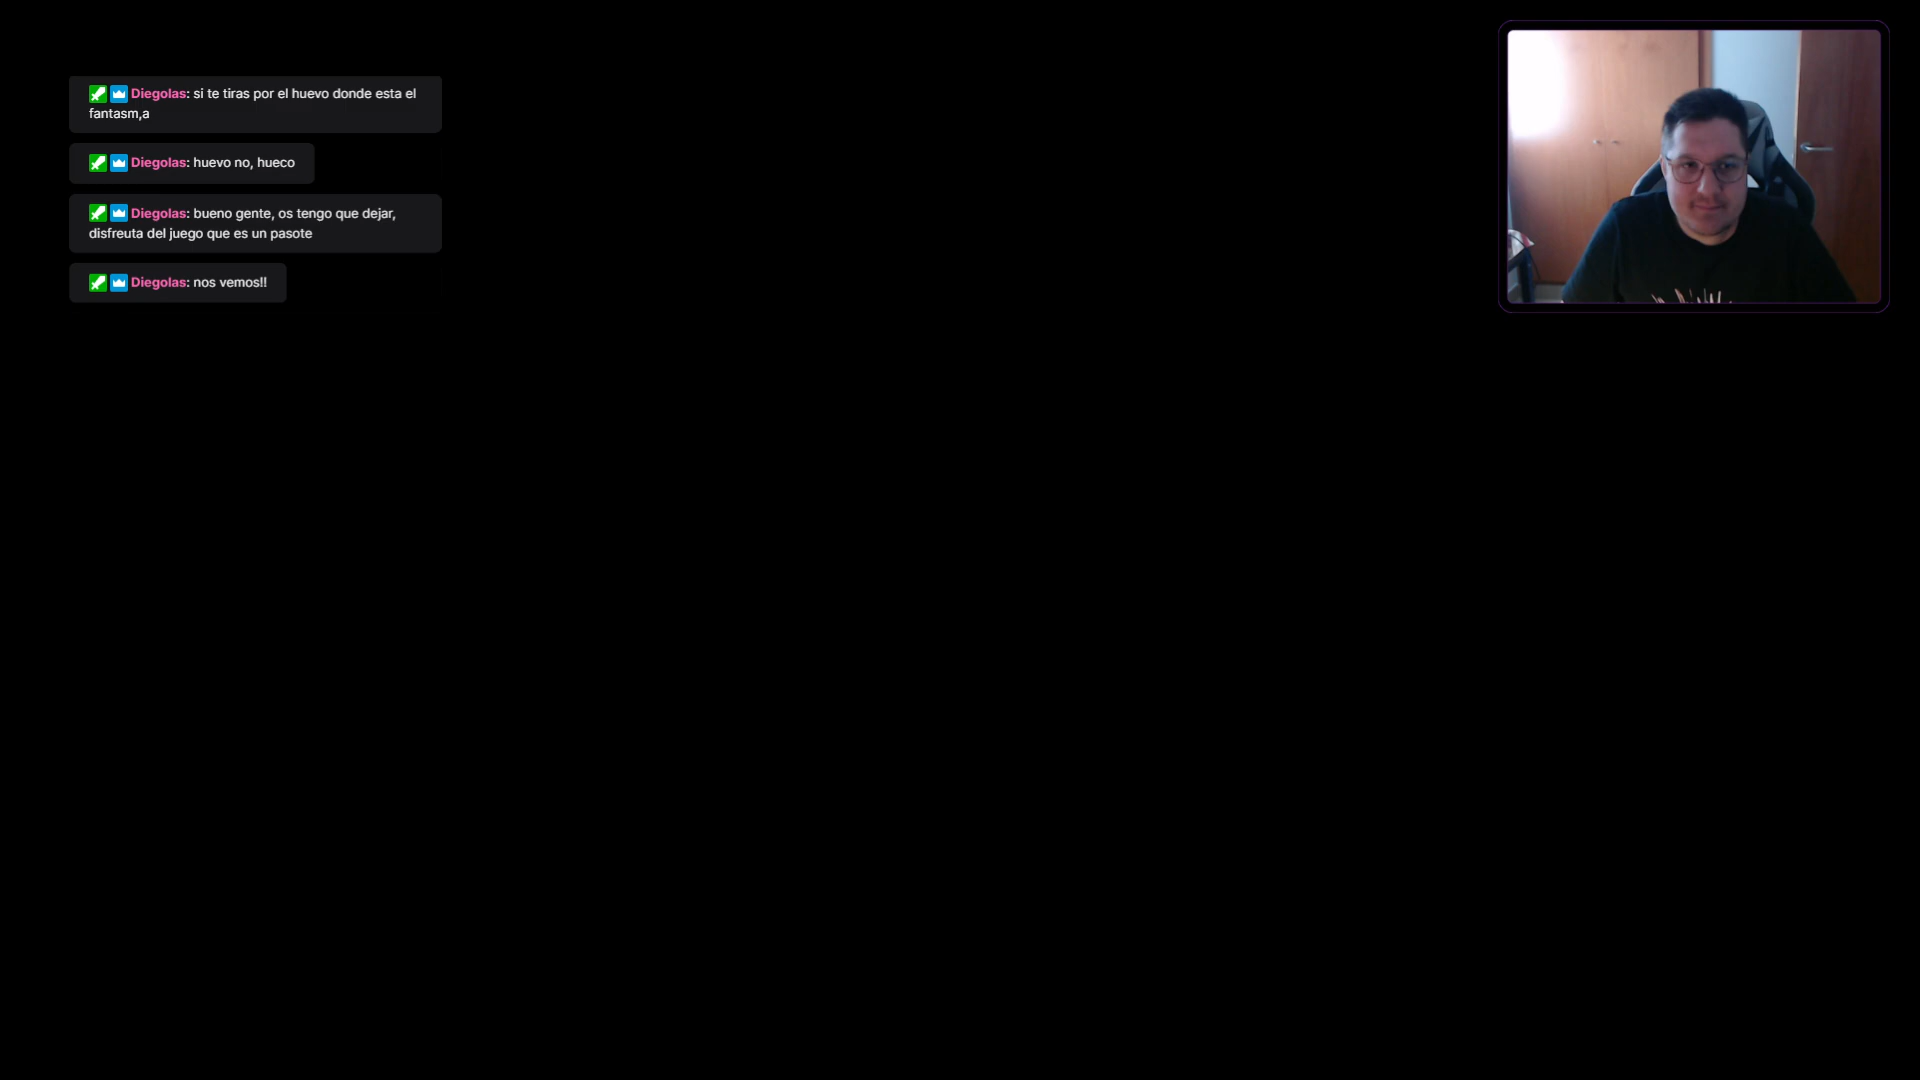 Diegolas: si te tiras por el huevo donde esta el
fantasm,a
Diegolas: huevo no, hueco
Diegolas: bueno gente, os tengo que dejar,
disfreuta del juego que es un pasote
Diegolas: nos vemos!!